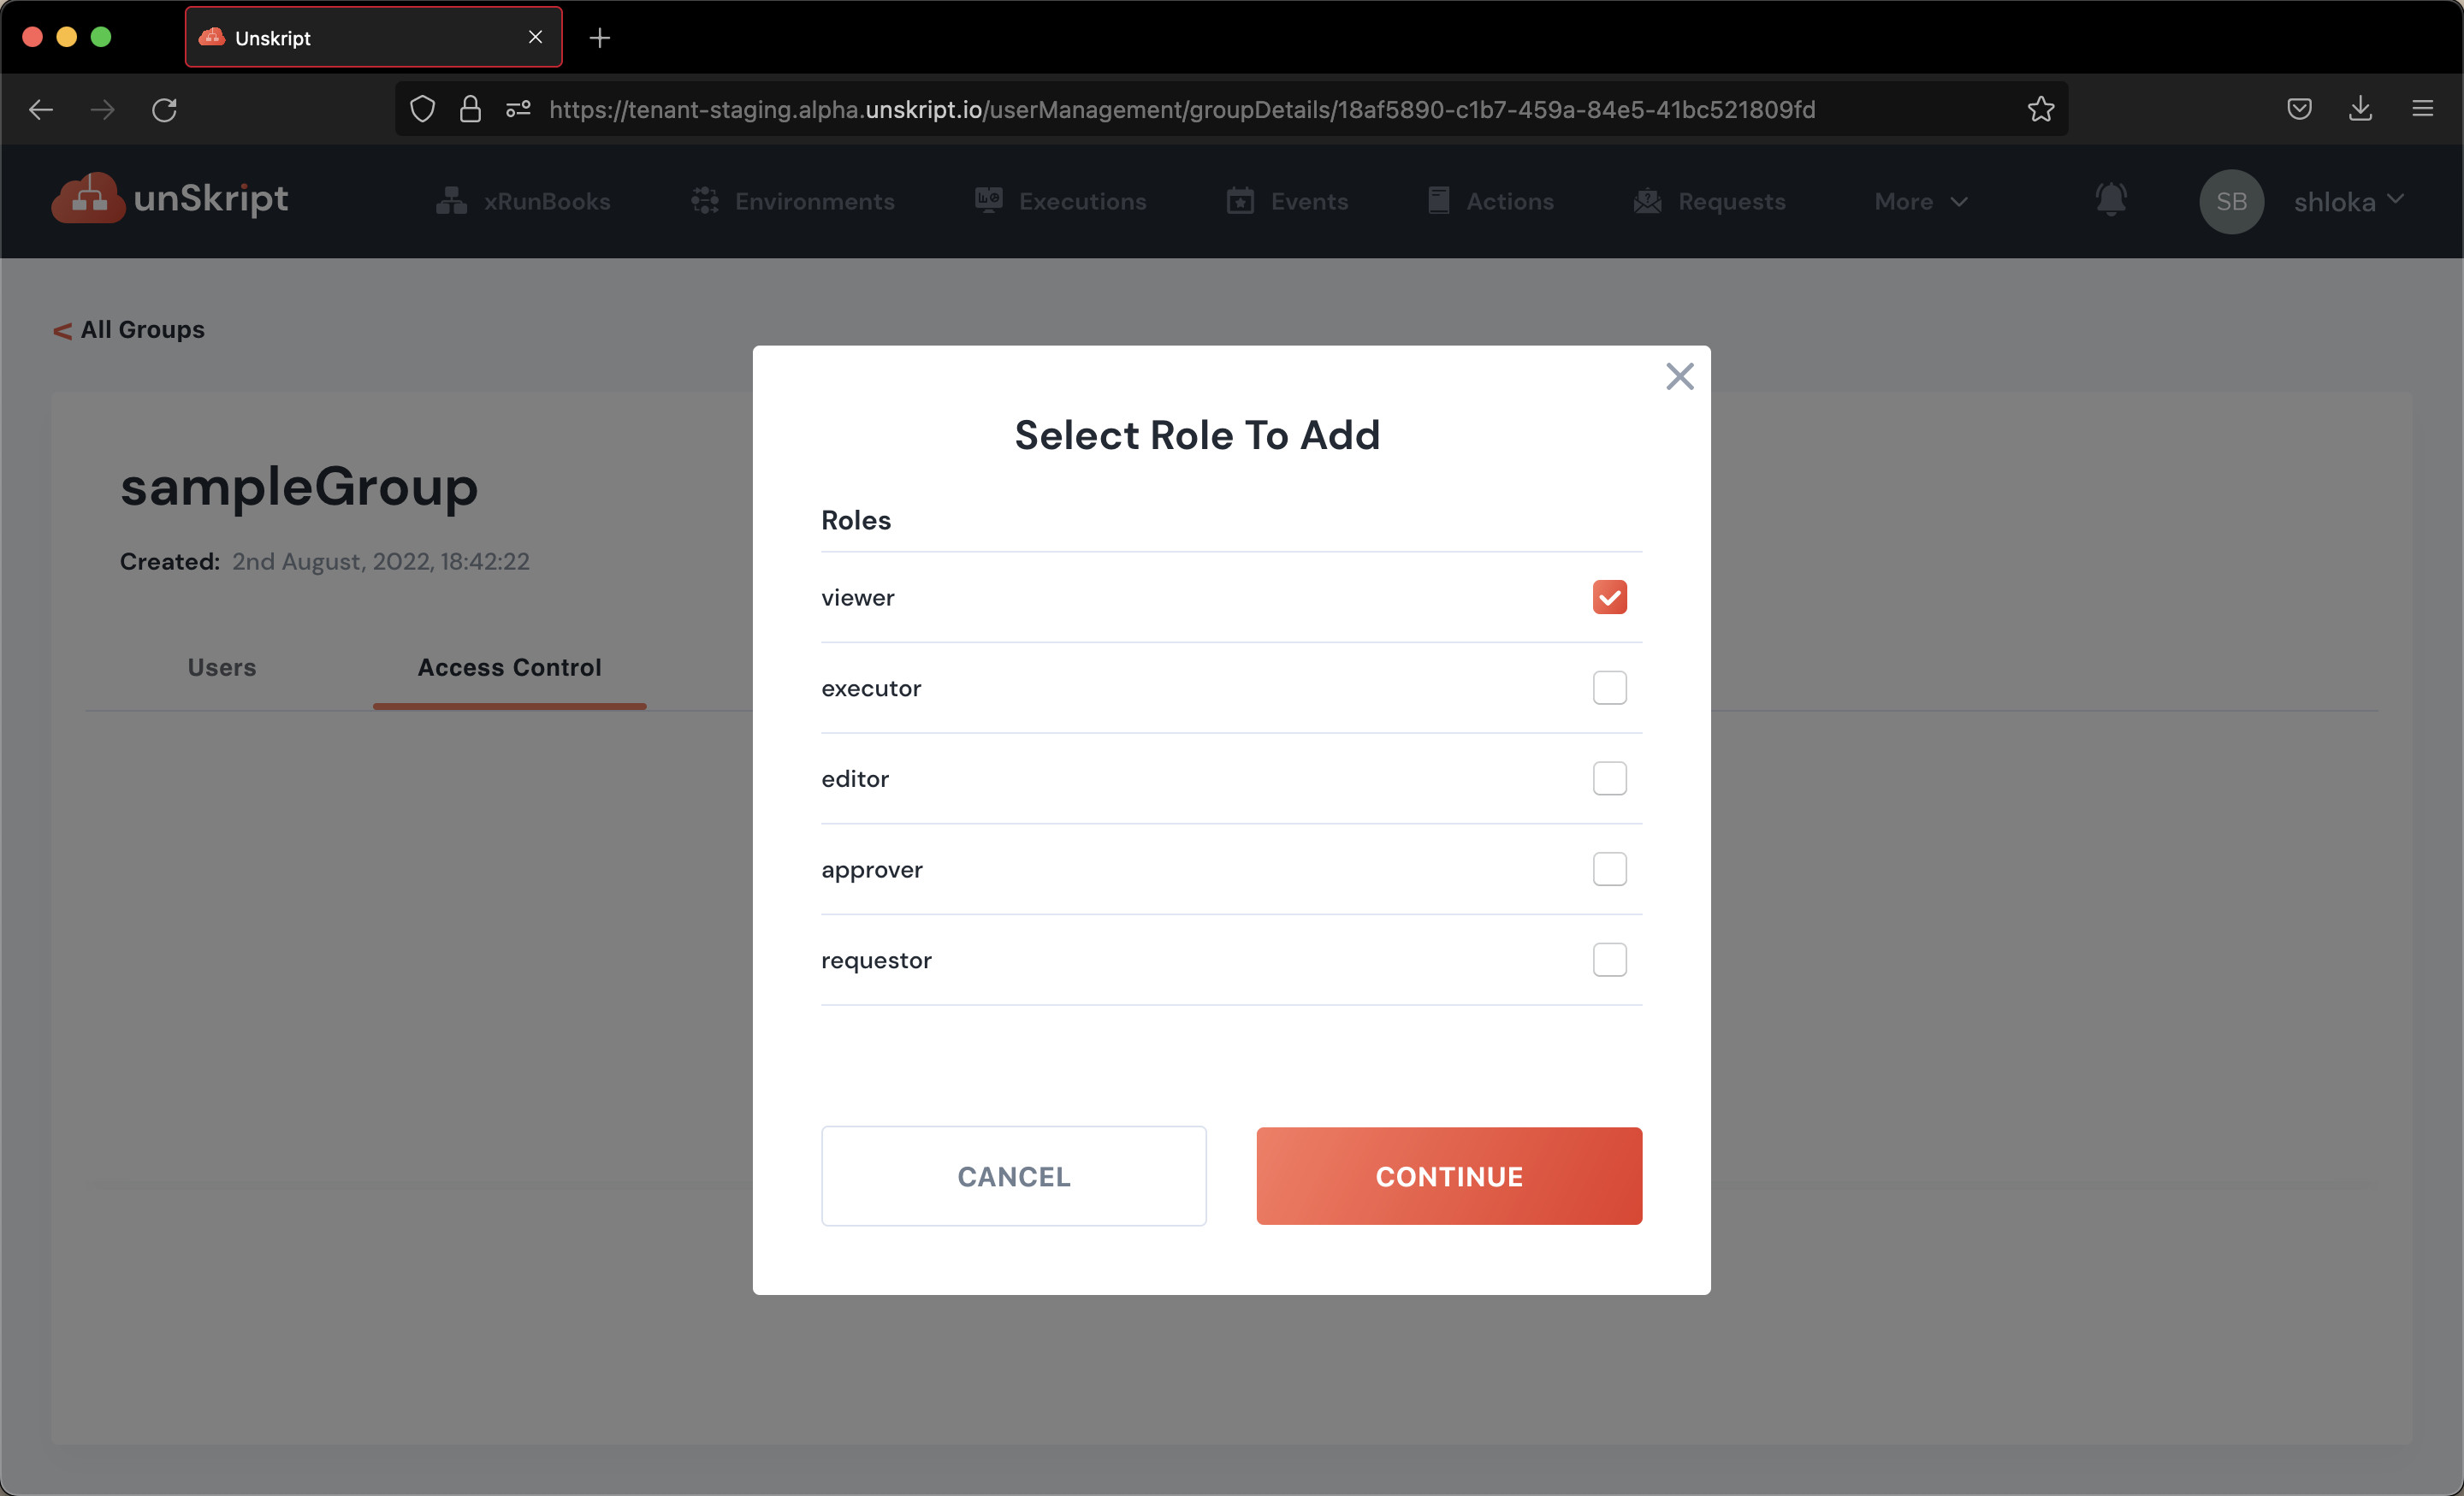 Unskript
https://tenant-staging.alpha.unskript.io/userManagement/groupDetails/18af5890-c1b7-459a-84e5-41bc521809fd
unSkript xRunBooks Environments Executions Events Actions Requests More SB shloka
< All Groups
sampleGroup
Created: 2nd August, 2022, 18:42:22
Users Access Control
Select Role To Add
Roles
viewer
executor
editor
approver
requestor
CANCEL CONTINUE